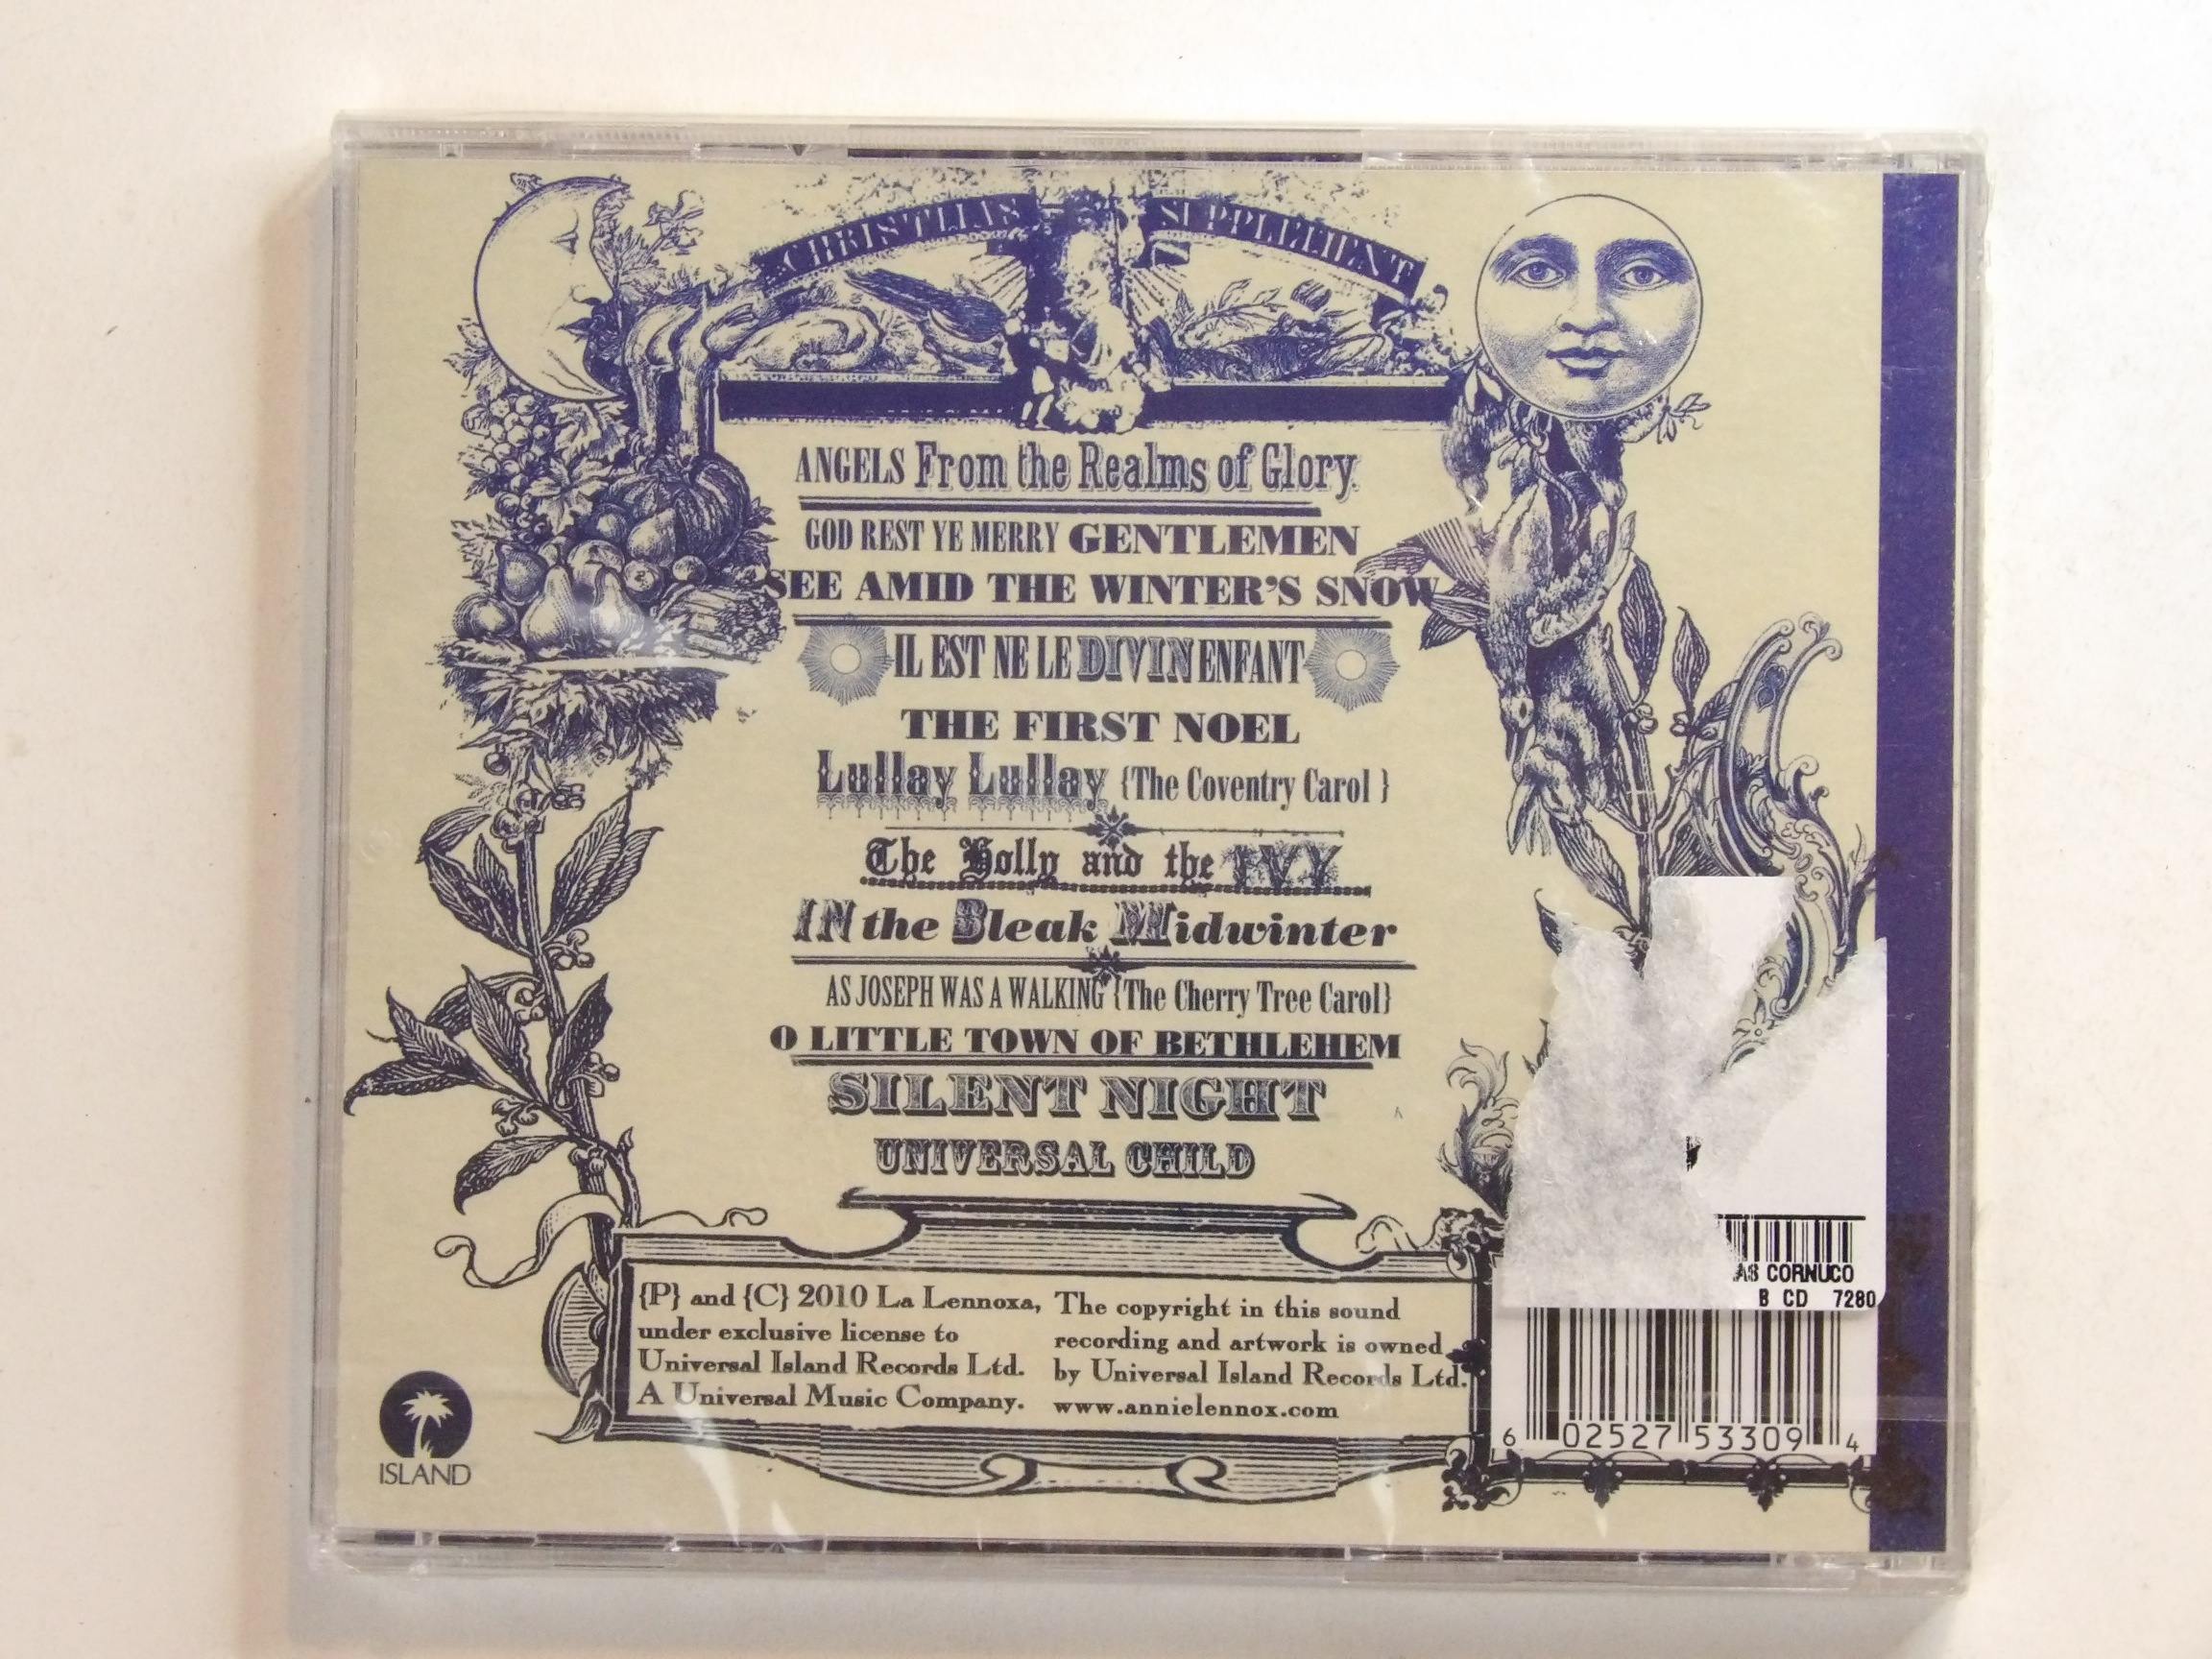 CHRISTMAS SUPPLEMENT
ANGELS From the Realms of Glory.
GOD REST YE MERRY GENTLEMEN
SEE AMID THE WINTER'S SNOW
IL EST NE LE DIVIN ENFANT
THE FIRST NOEL
Lullay Lullay {The Coventry Carol }
The Holly and the IVY
IN the Bleak Midwinter
AS JOSEPH WAS A WALKING {The Cherry Tree Carol}
O LITTLE TOWN OF BETHLEHEM
SILENT NIGHT
UNIVERSAL CHILD
{P} and {C} 2010 La Lennoxa,
under exclusive license to
Universal Island Records Ltd.
A Universal Music Company.
The copyright in this sound
recording and artwork is owned
by Universal Island Records Ltd.
www.annielennox.com
ISLAND
AS CORNUCO
B CD 7280
6 02527 53309 4